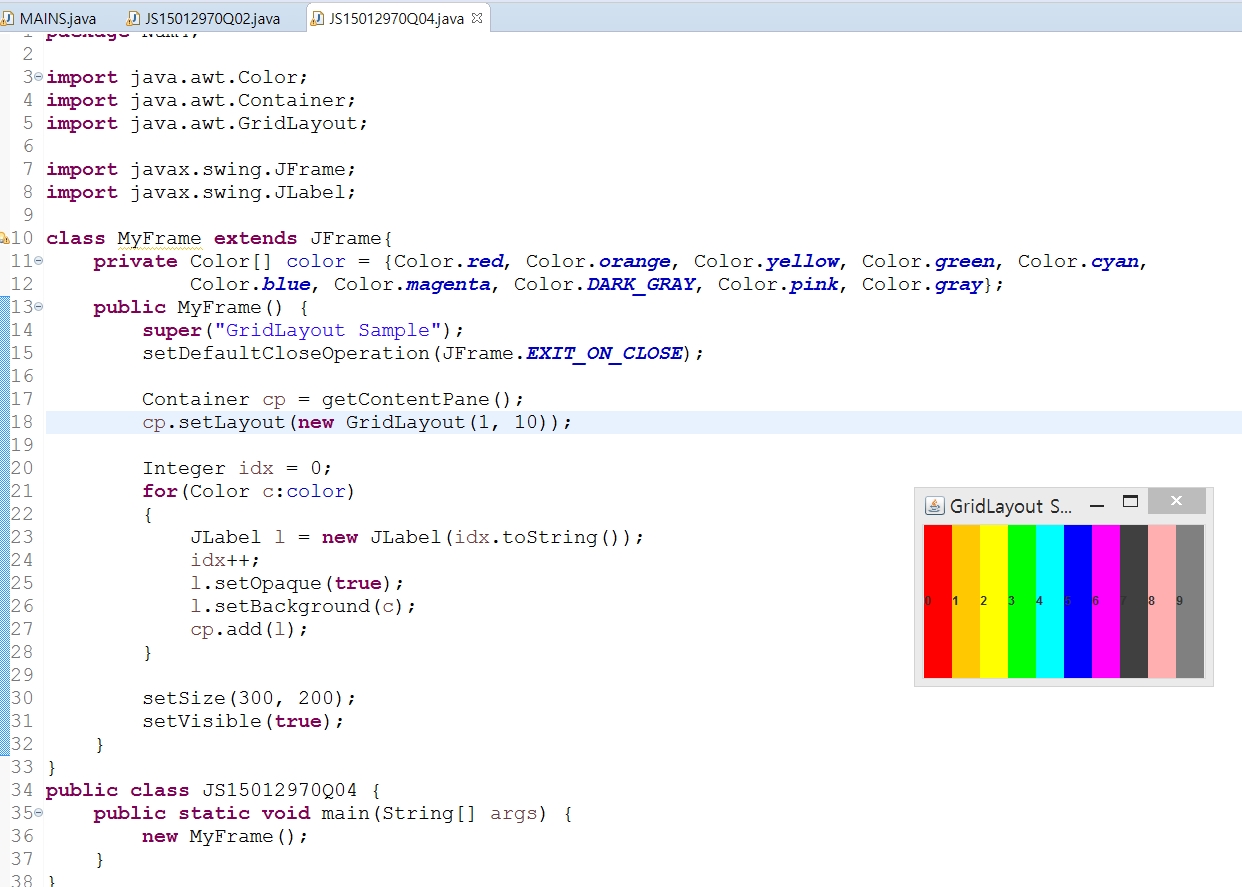 MAINS.java JS15012970Q02.java JS15012970Q04.java
1 package
2
3 import java.awt.Color;
4 import java.awt.Container;
5 import java.awt.GridLayout;
6
7 import javax.swing.JFrame;
8 import javax.swing.JLabel;
9
10 class MyFrame extends JFrame{
11     private Color[] color = {Color.red, Color.orange, Color.yellow, Color.green, Color.cyan,
12             Color.blue, Color.magenta, Color.DARK_GRAY, Color.pink, Color.gray};
13     public MyFrame() {
14         super("GridLayout Sample");
15         setDefaultCloseOperation(JFrame.EXIT_ON_CLOSE);
16
17         Container cp = getContentPane();
18         cp.setLayout(new GridLayout(1, 10));
19
20         Integer idx = 0;
21         for(Color c:color)
22         {
23             JLabel l = new JLabel(idx.toString());
24             idx++;
25             l.setOpaque(true);
26             l.setBackground(c);
27             cp.add(l);
28         }
29
30         setSize(300, 200);
31         setVisible(true);
32     }
33 }
34 public class JS15012970Q04 {
35     public static void main(String[] args) {
36         new MyFrame();
37     }
38 }
GridLayout S...
0 1 2 3 4 5 6 7 8 9